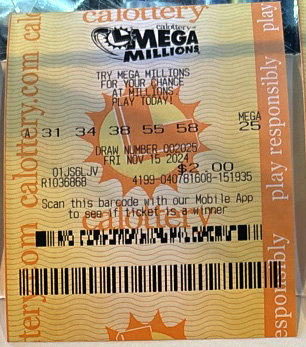 calottery
calottery
MEGA
MILLIONS
TRY MEGA MILLIONS
FOR YOUR CHANCE
AT MILLIONS
PLAY TODAY!
MEGA
A 31 34 38 55 58 25
DRAW NUMBER 002025
FRI NOV 15 2024
$2.00
01JS6LJV
R1036868 4199-040781608-151935
Scan this barcode with our Mobile App
to see if ticket is a winner
calottery
calottery.com
play responsibly